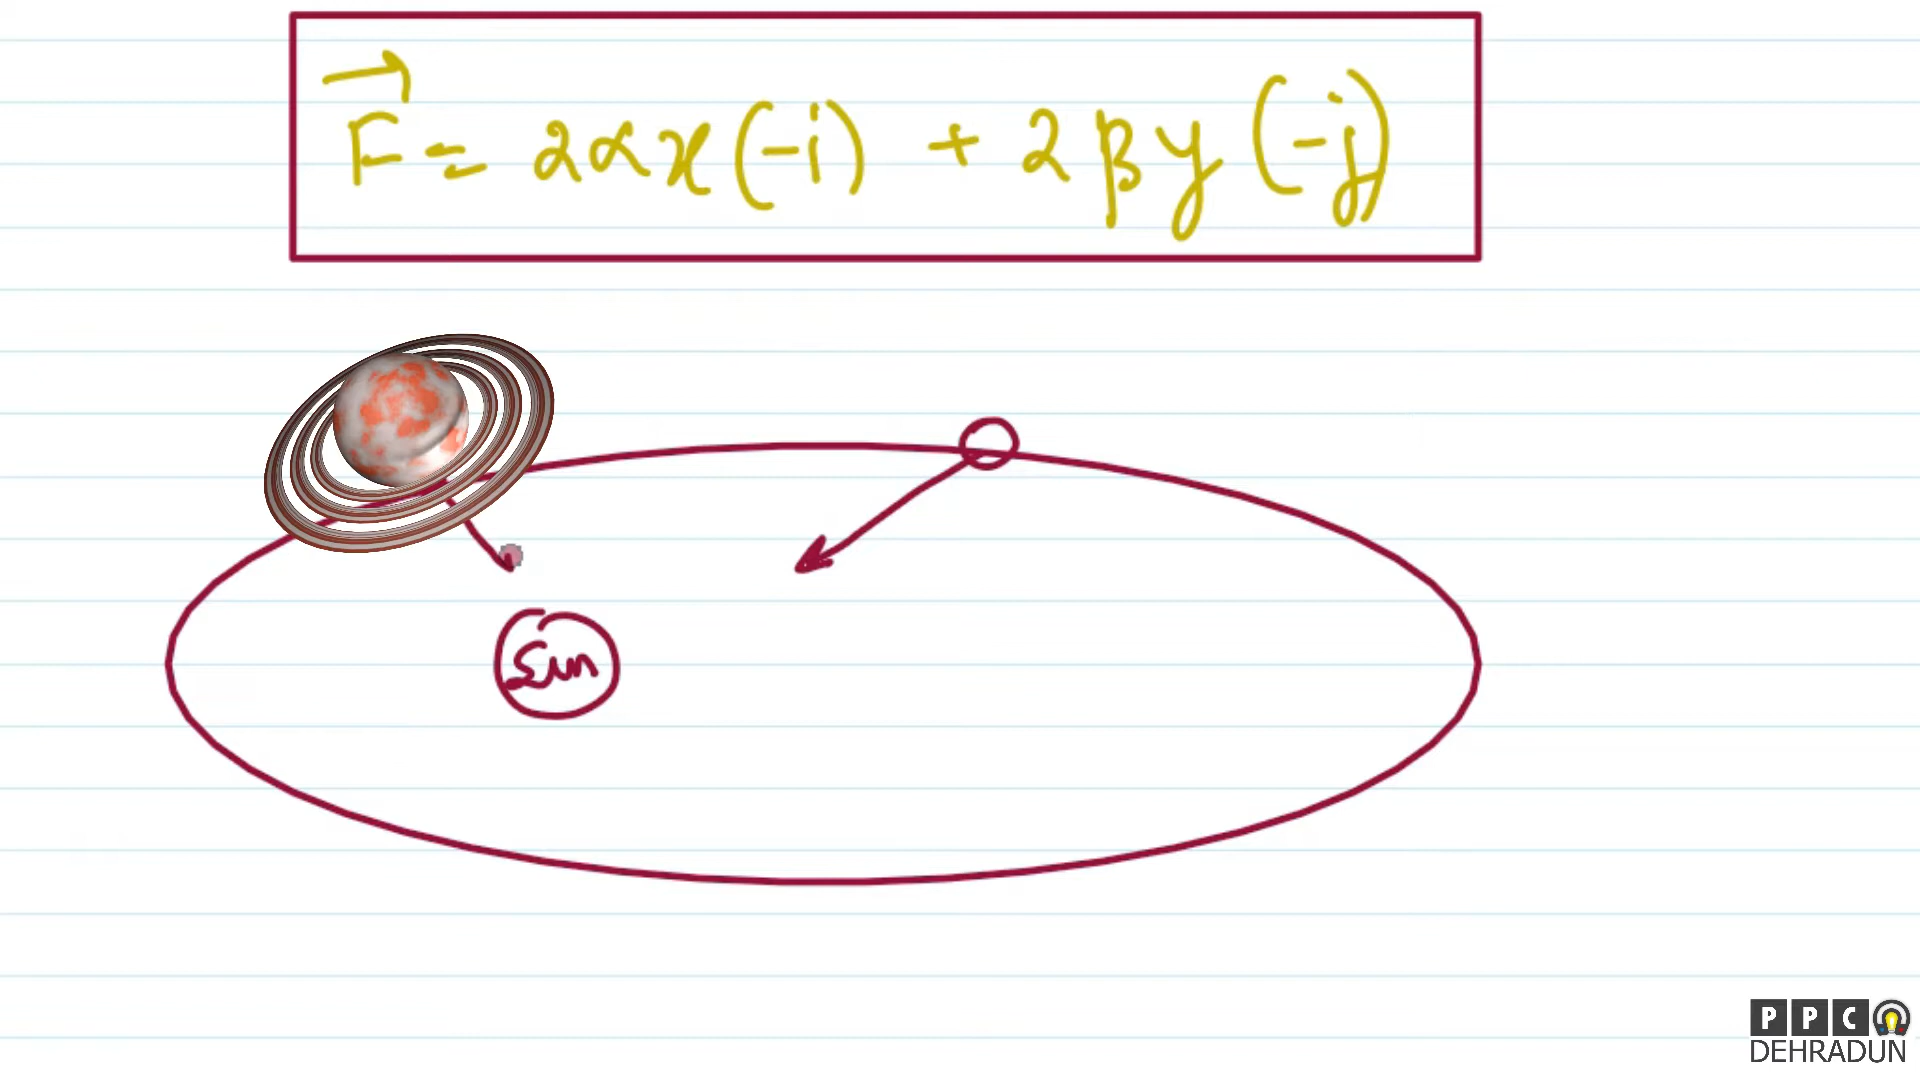 F⃗ = 2αx(-i) + 2βy(-j)
Sun
PPC
DEHRADUN